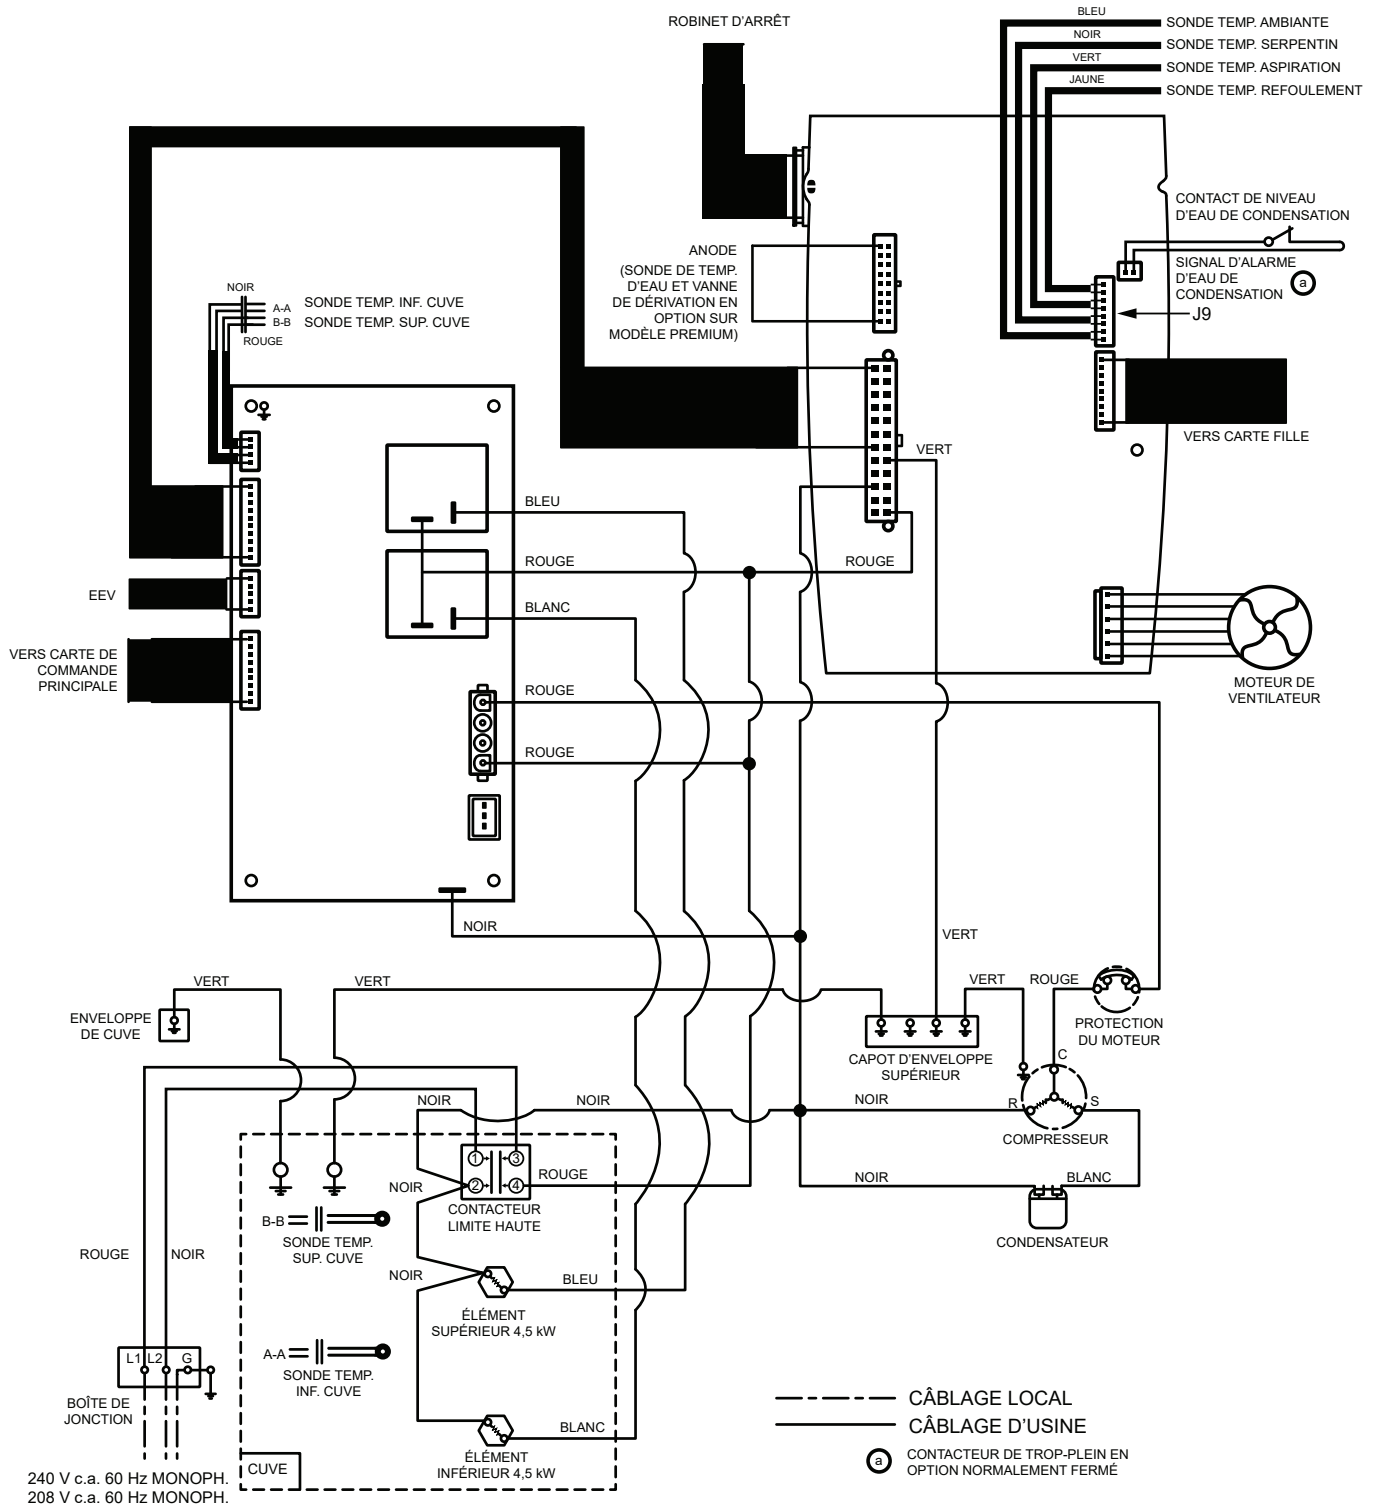 ROBINET D'ARRÊT
BLEU
SONDE TEMP. AMBIANTE
NOIR
SONDE TEMP. SERPENTIN
VERT
SONDE TEMP. ASPIRATION
JAUNE
SONDE TEMP. REFOULEMENT
CONTACT DE NIVEAU
D'EAU DE CONDENSATION
SIGNAL D'ALARME
D'EAU DE
CONDENSATION
a
J9
ANODE
(SONDE DE TEMP.
D'EAU ET VANNE
DE DÉRIVATION EN
OPTION SUR
MODÈLE PREMIUM)
NOIR
A-A
SONDE TEMP. INF. CUVE
B-B
SONDE TEMP. SUP. CUVE
ROUGE
VERS CARTE FILLE
VERT
BLEU
ROUGE
ROUGE
BLANC
EEV
VERS CARTE DE
COMMANDE
PRINCIPALE
MOTEUR DE
VENTILATEUR
ROUGE
ROUGE
NOIR
VERT
VERT
VERT
VERT
ROUGE
ENVELOPPE
DE CUVE
PROTECTION
DU MOTEUR
CAPOT D'ENVELOPPE
SUPÉRIEUR
C
R
S
COMPRESSEUR
NOIR
NOIR
NOIR
1
3
2
4
ROUGE
NOIR
NOIR
BLANC
CONTACTEUR
LIMITE HAUTE
B-B
SONDE TEMP.
SUP. CUVE
CONDENSATEUR
ROUGE
NOIR
NOIR
BLEU
ÉLÉMENT
SUPÉRIEUR 4,5 kW
A-A
SONDE TEMP.
INF. CUVE
L1
L2
G
BOÎTE DE
JONCTION
BLANC
ÉLÉMENT
INFÉRIEUR 4,5 kW
CUVE
240 V c.a. 60 Hz MONOPH.
208 V c.a. 60 Hz MONOPH.
CÂBLAGE LOCAL
CÂBLAGE D'USINE
a
CONTACTEUR DE TROP-PLEIN EN
OPTION NORMALEMENT FERMÉ